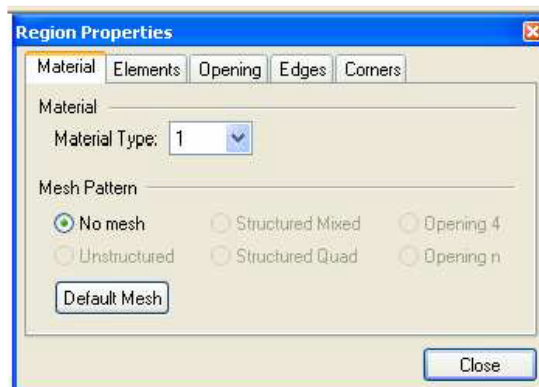 Region Properties
Material Elements Opening Edges Corners
Material
Material Type: 1
Mesh Pattern
No mesh Structured Mixed Opening 4
Unstructured Structured Quad Opening n
Default Mesh
Close